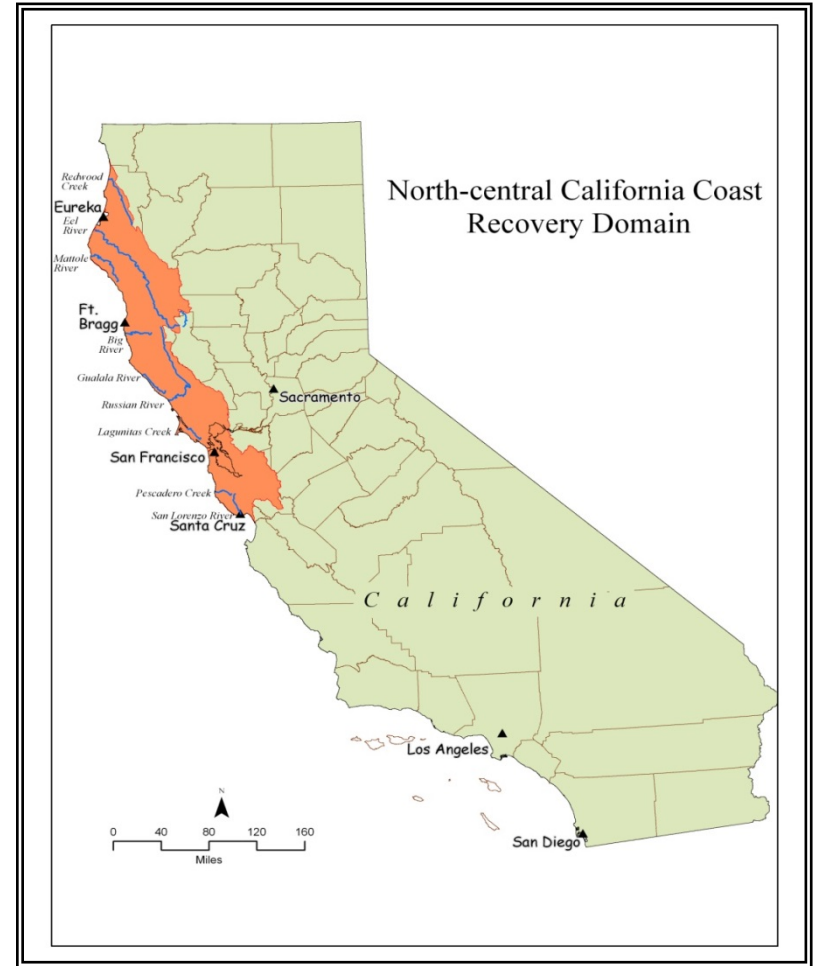 North-central California Coast
Recovery Domain
Redwood
Creek
Eureka
Eel
River
Mattole
River
Ft.
Bragg
Big
River
Gualala River
Russian River
Sacramento
Lagunitas Creek
San Francisco
Pescadero Creek
San Lorenzo River
Santa Cruz
California
Los Angeles
San Diego
N
0 40 80 120 160
Miles